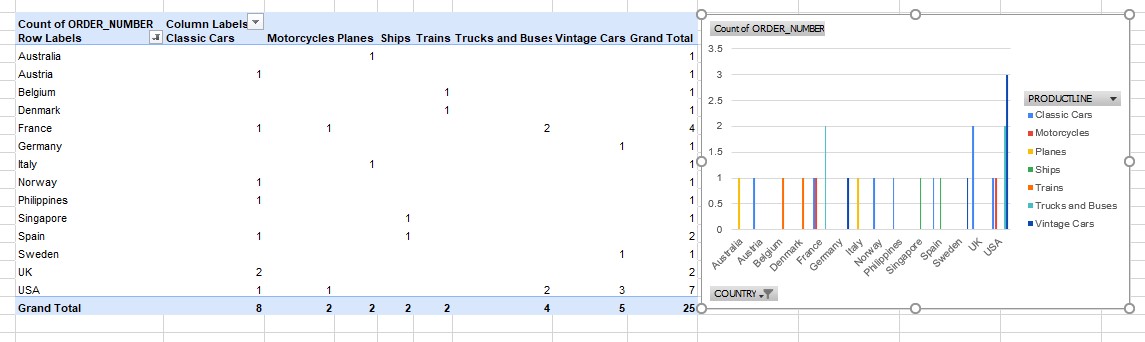 Count of ORDER_NUMBER Column Labels
Row Labels Classic Cars Motorcycles Planes Ships Trains Trucks and Buses Vintage Cars Grand Total
Australia 1 1
Austria 1 1
Belgium 1 1
Denmark 1 1
France 1 1 2 4
Germany 1 1
Italy 1 1
Norway 1 1
Philippines 1 1
Singapore 1 1
Spain 1 1 2
Sweden 1 1
UK 2 2
USA 1 1 2 3 7
Grand Total 8 2 2 2 2 4 5 25
Count of ORDER_NUMBER
3.5
3
2.5
2
1.5
1
0.5
0
Australia Austria Belgium Denmark France Germany Italy Norway Philippines Singapore Spain Sweden UK USA
PRODUCTLINE
Classic Cars
Motorcycles
Planes
Ships
Trains
Trucks and Buses
Vintage Cars
COUNTRY